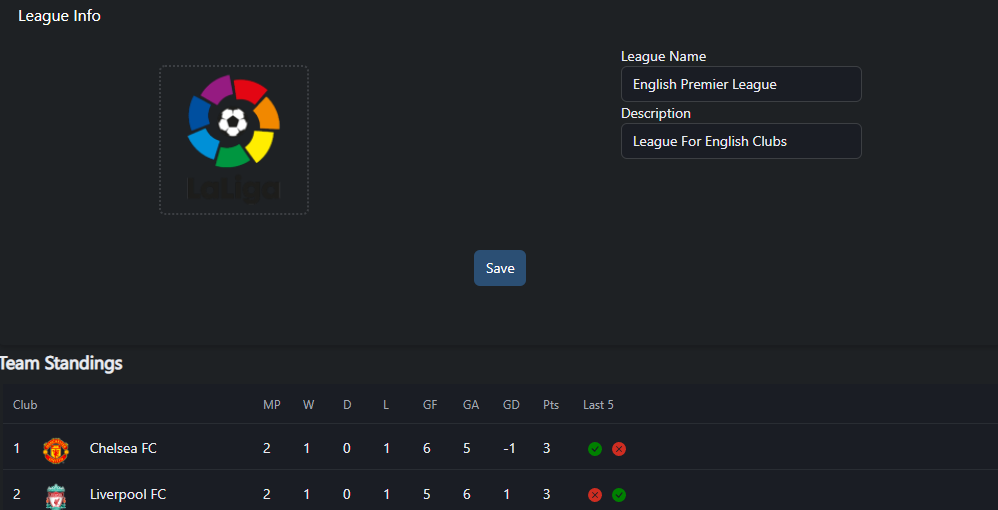 League Info
LaLiga
League Name
English Premier League
Description
League For English Clubs
Save
Team Standings
Club MP W D L GF GA GD Pts Last 5
1 Chelsea FC 2 1 0 1 6 5 -1 3
2 Liverpool FC 2 1 0 1 5 6 1 3